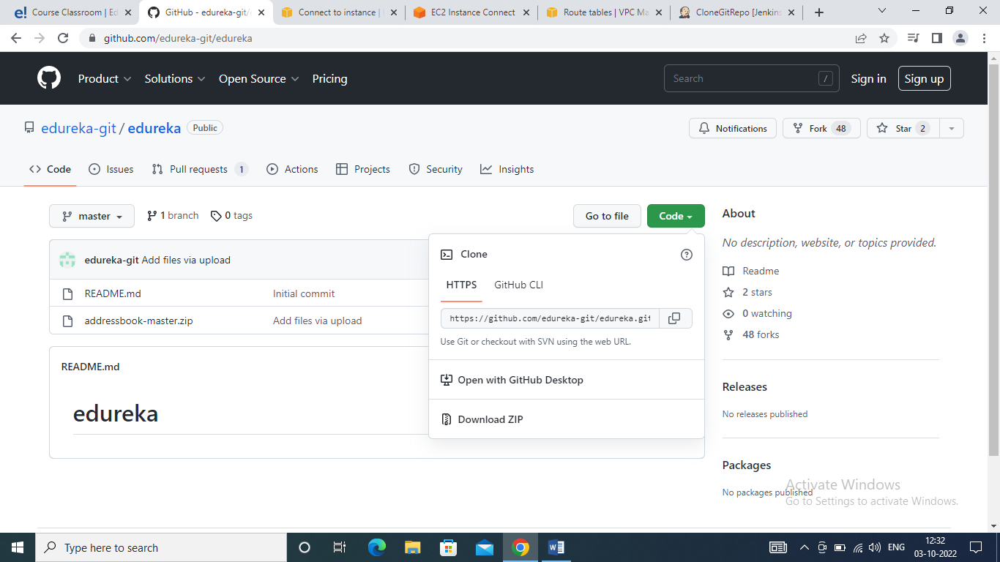 e! Course Classroom | Ed
GitHub - edureka-git/e
Connect to instance |
EC2 Instance Connect
Route tables | VPC Ma
CloneGitRepo [Jenkins
github.com/edureka-git/edureka
Product Solutions Open Source Pricing
Search / Sign in Sign up
edureka-git / edureka Public
Notifications Fork 48 Star 2
Code Issues Pull requests 1 Actions Projects Security Insights
master 1 branch 0 tags Go to file Code
edureka-git Add files via upload
README.md Initial commit
addressbook-master.zip Add files via upload
README.md
edureka
Clone
HTTPS GitHub CLI
https://github.com/edureka-git/edureka.git
Use Git or checkout with SVN using the web URL.
Open with GitHub Desktop
Download ZIP
About
No description, website, or topics provided.
Readme
2 stars
0 watching
48 forks
Releases
No releases published
Packages
No packages published
Activate Windows
Go to Settings to activate Windows.
Type here to search
ENG
12:32
03-10-2022